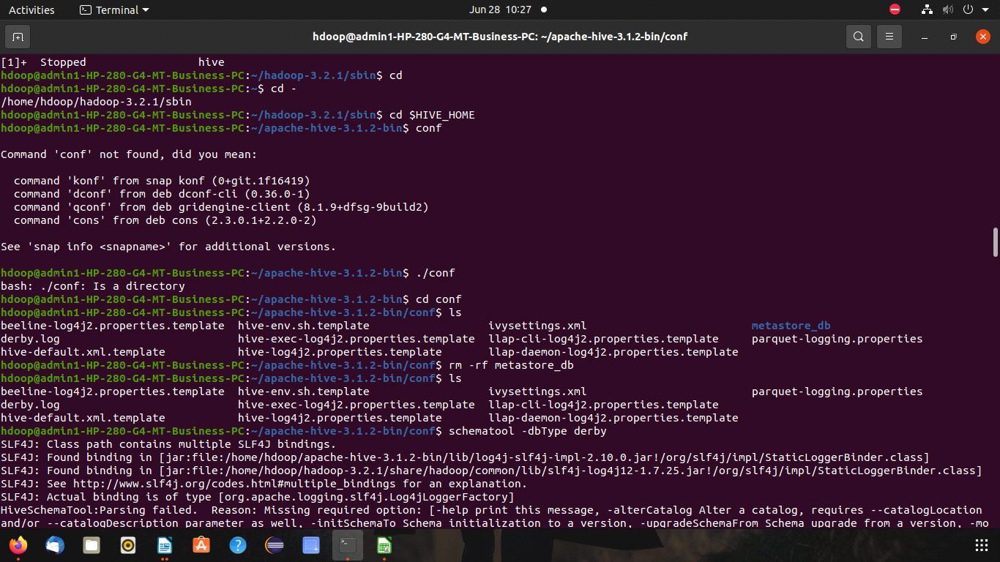 Activities Terminal Jun 28 10:27
hdoop@admin1-HP-280-G4-MT-Business-PC: ~/apache-hive-3.1.2-bin/conf
[1]+  Stopped                 hive
hdoop@admin1-HP-280-G4-MT-Business-PC:~/hadoop-3.2.1/sbin$ cd
hdoop@admin1-HP-280-G4-MT-Business-PC:~$ cd -
/home/hdoop/hadoop-3.2.1/sbin
hdoop@admin1-HP-280-G4-MT-Business-PC:~/hadoop-3.2.1/sbin$ cd $HIVE_HOME
hdoop@admin1-HP-280-G4-MT-Business-PC:~/apache-hive-3.1.2-bin$ conf
Command 'conf' not found, did you mean:
  command 'konf' from snap konf (0+git.1f16419)
  command 'dconf' from deb dconf-cli (0.36.0-1)
  command 'qconf' from deb gridengine-client (8.1.9+dfsg-9build2)
  command 'cons' from deb cons (2.3.0.1+2.2.0-2)
See 'snap info <snapname>' for additional versions.
hdoop@admin1-HP-280-G4-MT-Business-PC:~/apache-hive-3.1.2-bin$ ./conf
bash: ./conf: Is a directory
hdoop@admin1-HP-280-G4-MT-Business-PC:~/apache-hive-3.1.2-bin$ cd conf
hdoop@admin1-HP-280-G4-MT-Business-PC:~/apache-hive-3.1.2-bin/conf$ ls
beeline-log4j2.properties.template  hive-env.sh.template                  ivysettings.xml                         metastore_db
derby.log                           hive-exec-log4j2.properties.template  llap-cli-log4j2.properties.template     parquet-logging.properties
hive-default.xml.template           hive-log4j2.properties.template       llap-daemon-log4j2.properties.template
hdoop@admin1-HP-280-G4-MT-Business-PC:~/apache-hive-3.1.2-bin/conf$ rm -rf metastore_db
hdoop@admin1-HP-280-G4-MT-Business-PC:~/apache-hive-3.1.2-bin/conf$ ls
beeline-log4j2.properties.template  hive-env.sh.template                  ivysettings.xml                         parquet-logging.properties
derby.log                           hive-exec-log4j2.properties.template  llap-cli-log4j2.properties.template
hive-default.xml.template           hive-log4j2.properties.template       llap-daemon-log4j2.properties.template
hdoop@admin1-HP-280-G4-MT-Business-PC:~/apache-hive-3.1.2-bin/conf$ schematool -dbType derby
SLF4J: Class path contains multiple SLF4J bindings.
SLF4J: Found binding in [jar:file:/home/hdoop/apache-hive-3.1.2-bin/lib/log4j-slf4j-impl-2.10.0.jar!/org/slf4j/impl/StaticLoggerBinder.class]
SLF4J: Found binding in [jar:file:/home/hdoop/hadoop-3.2.1/share/hadoop/common/lib/slf4j-log4j12-1.7.25.jar!/org/slf4j/impl/StaticLoggerBinder.class]
SLF4J: See http://www.slf4j.org/codes.html#multiple_bindings for an explanation.
SLF4J: Actual binding is of type [org.apache.logging.slf4j.Log4jLoggerFactory]
HiveSchemaTool:Parsing failed.  Reason: Missing required option: [-help print this message, -alterCatalog Alter a catalog, requires --catalogLocation
and/or --catalogDescription parameter as well, -initSchemaTo Schema initialization to a version, -upgradeSchemaFrom Schema upgrade from a version, -mo